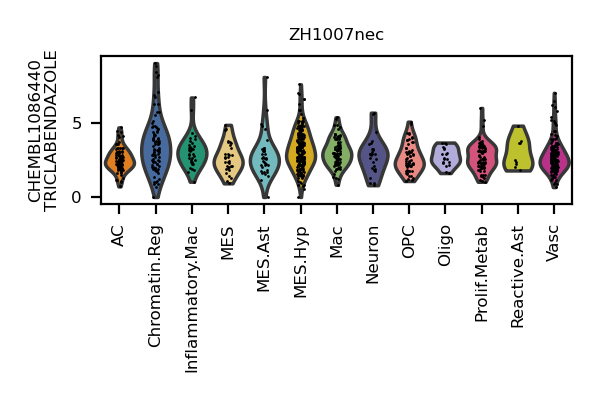 ZH1007nec
CHEMBL1086440
TRICLABENDAZOLE
5
0
AC
Chromatin.Reg
Inflammatory.Mac
MES
MES.Ast
MES.Hyp
Mac
Neuron
OPC
Oligo
Prolif.Metab
Reactive.Ast
Vasc